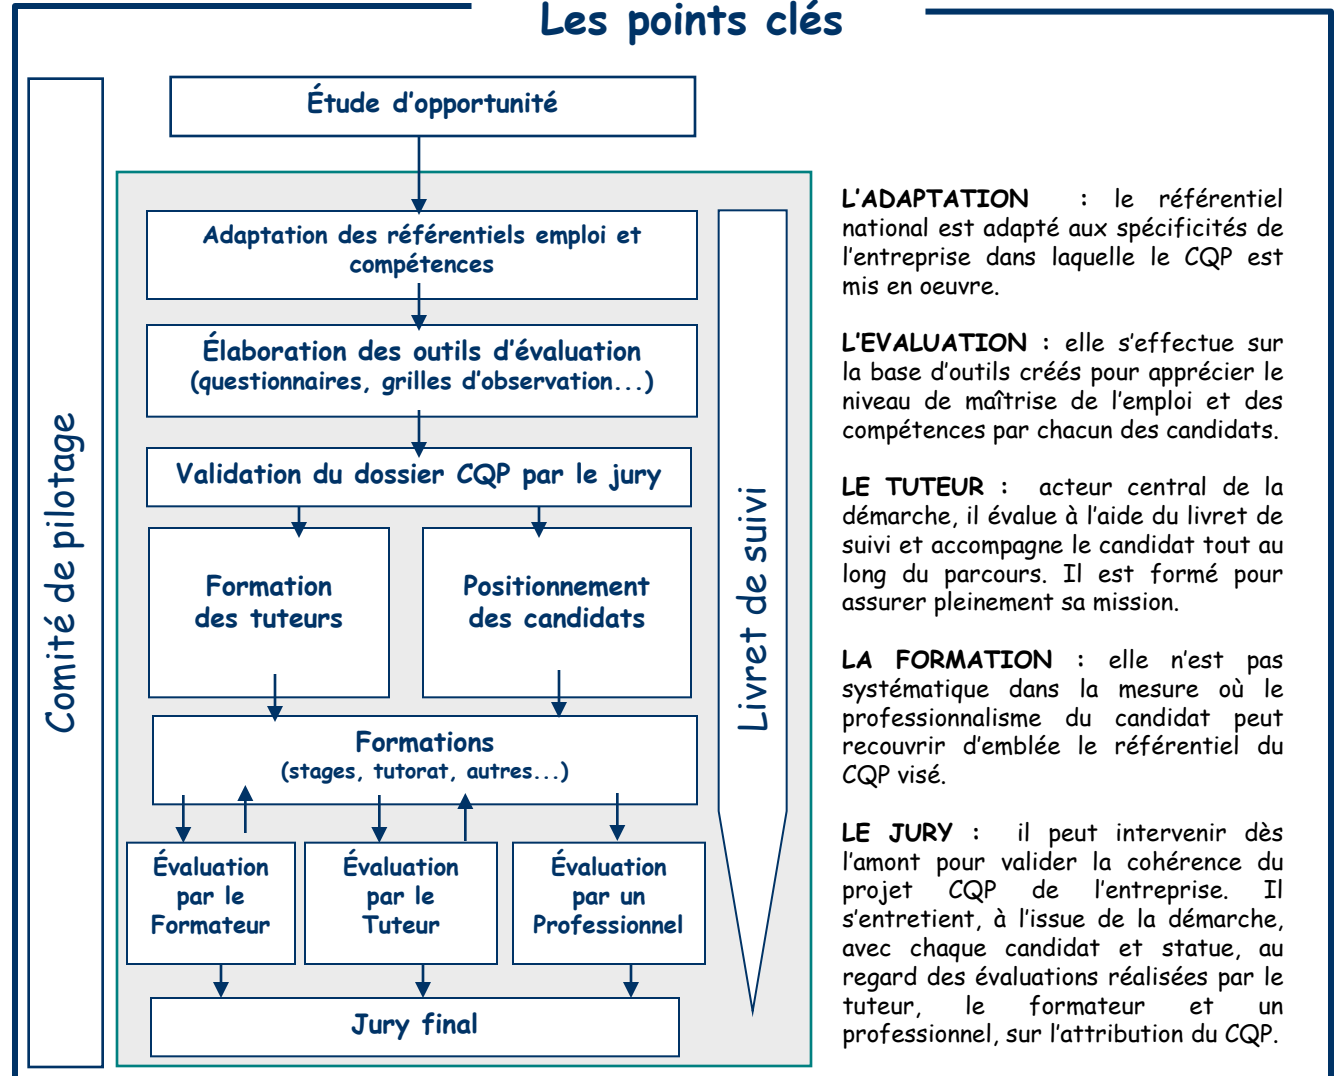 Les points clés
Comité de pilotage
Étude d'opportunité
Adaptation des référentiels emploi et
compétences
Élaboration des outils d'évaluation
(questionnaires, grilles d'observation...)
Validation du dossier CQP par le jury
Formation
des tuteurs
Positionnement
des candidats
Formations
(stages, tutorat, autres...)
Évaluation
par le
Formateur
Évaluation
par le
Tuteur
Évaluation
par un
Professionnel
Jury final
Livret de suivi
L'ADAPTATION : le référentiel
national est adapté aux spécificités de
l'entreprise dans laquelle le CQP est
mis en oeuvre.
L'EVALUATION : elle s'effectue sur
la base d'outils créés pour apprécier le
niveau de maîtrise de l'emploi et des
compétences par chacun des candidats.
LE TUTEUR : acteur central de la
démarche, il évalue à l'aide du livret de
suivi et accompagne le candidat tout au
long du parcours. Il est formé pour
assurer pleinement sa mission.
LA FORMATION : elle n'est pas
systématique dans la mesure où le
professionnalisme du candidat peut
recouvrir d'emblée le référentiel du
CQP visé.
LE JURY : il peut intervenir dès
l'amont pour valider la cohérence du
projet CQP de l'entreprise. Il
s'entretient, à l'issue de la démarche,
avec chaque candidat et statue, au
regard des évaluations réalisées par le
tuteur, le formateur et un
professionnel, sur l'attribution du CQP.